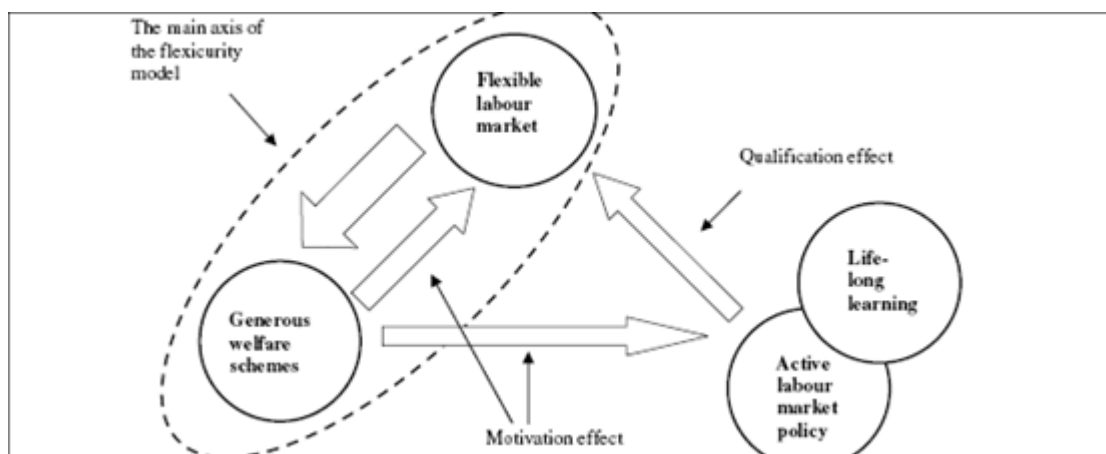 The main axis of
the flexicurity
model
Flexible
labour
market
Qualification effect
Life-
long
learning
Generous
welfare
schemes
Active
labour
market
policy
Motivation effect